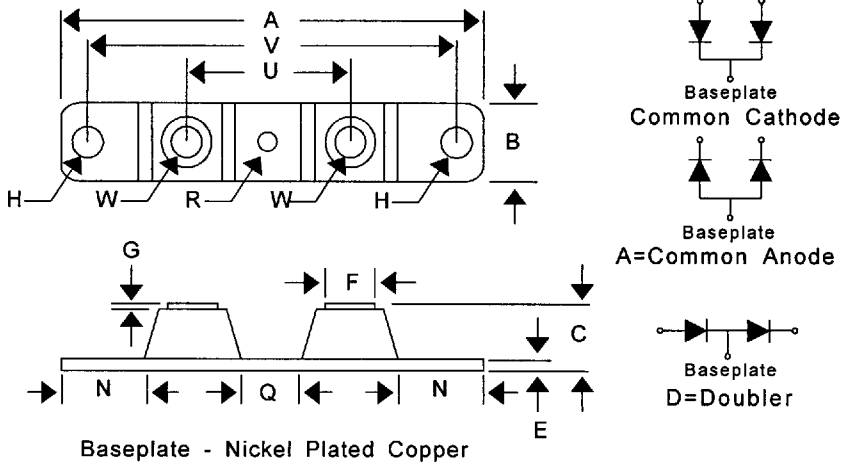 A
V
U
B
H
W
R
W
H
G
F
C
N
Q
N
E
Baseplate - Nickel Plated Copper
Baseplate
Common Cathode
Baseplate
A=Common Anode
Baseplate
D=Doubler